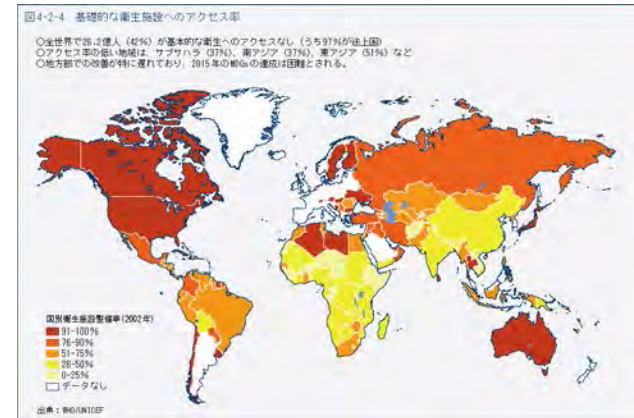 図4-2-4 基礎的な衛生施設へのアクセス率
○全世界で26.2億人（42%）が基本的な衛生へのアクセスなし（うち97%が途上国）
○アクセス率の低い地域は、サブサハラ（37%）、南アジア（37%）、東アジア（51%）など
○地方部での改善が特に遅れており、2015年のMDGsの達成は困難とされる。
国別衛生施設整備率（2002年）
91-100%
76-90%
51-75%
26-50%
0-25%
データなし
出典：WHO/UNICEF